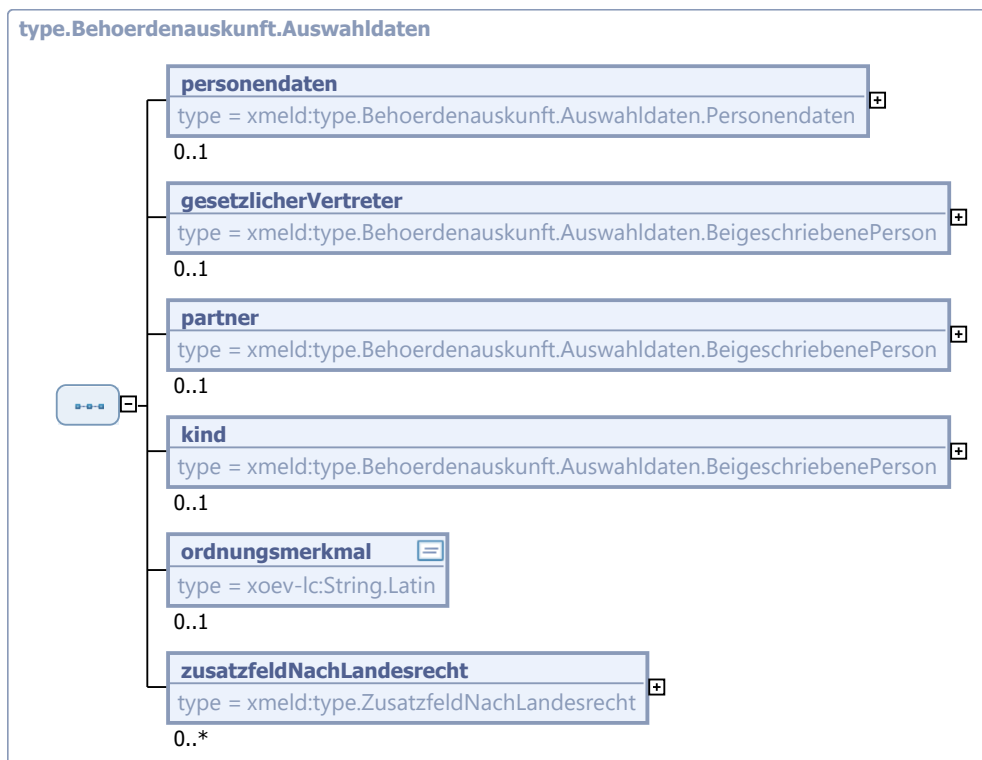 type.Behoerdenauskunft.Auswahldaten
personendaten
type = xmeld:type.Behoerdenauskunft.Auswahldaten.Personendaten
0..1
gesetzlicherVertreter
type = xmeld:type.Behoerdenauskunft.Auswahldaten.BeigeschriebenePerson
0..1
partner
type = xmeld:type.Behoerdenauskunft.Auswahldaten.BeigeschriebenePerson
0..1
kind
type = xmeld:type.Behoerdenauskunft.Auswahldaten.BeigeschriebenePerson
0..1
ordnungsmerkmal
type = xoev-lc:String.Latin
0..1
zusatzfeldNachLandesrecht
type = xmeld:type.ZusatzfeldNachLandesrecht
0..*